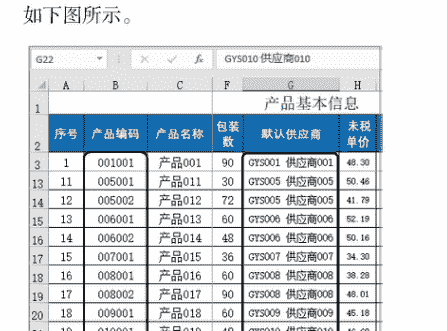 如下图所示。
G22 fx GYS010 供应商010
A B C F G H
1 产品基本信息
2 序号 产品编码 产品名称 包装数 默认供应商 未税单价
3 1 001001 产品001 90 GYS001 供应商001 48.30
13 11 005001 产品011 30 GYS005 供应商005 50.46
14 12 005002 产品012 72 GYS005 供应商005 41.79
15 13 006001 产品013 60 GYS006 供应商006 52.19
16 14 006002 产品014 48 GYS006 供应商006 50.16
17 15 007001 产品015 36 GYS007 供应商007 34.30
18 16 008001 产品016 60 GYS008 供应商008 38.28
19 17 008002 产品017 90 GYS008 供应商008 48.01
20 18 009001 产品018 60 GYS009 供应商009 45.18